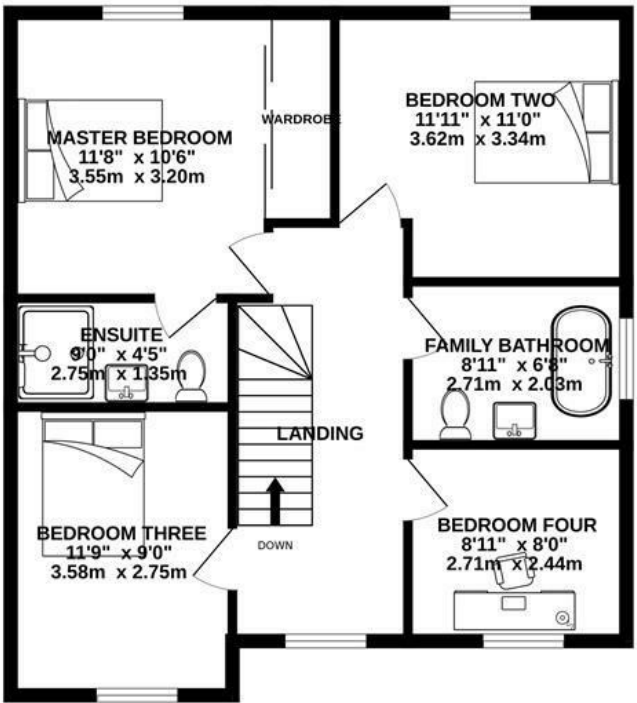 MASTER BEDROOM
11'8" x 10'6"
3.55m x 3.20m
WARDROBE
BEDROOM TWO
11'11" x 11'0"
3.62m x 3.34m
ENSUITE
9'0" x 4'5"
2.75m x 1.35m
FAMILY BATHROOM
8'11" x 6'8"
2.71m x 2.03m
LANDING
BEDROOM THREE
11'9" x 9'0"
3.58m x 2.75m
DOWN
BEDROOM FOUR
8'11" x 8'0"
2.71m x 2.44m